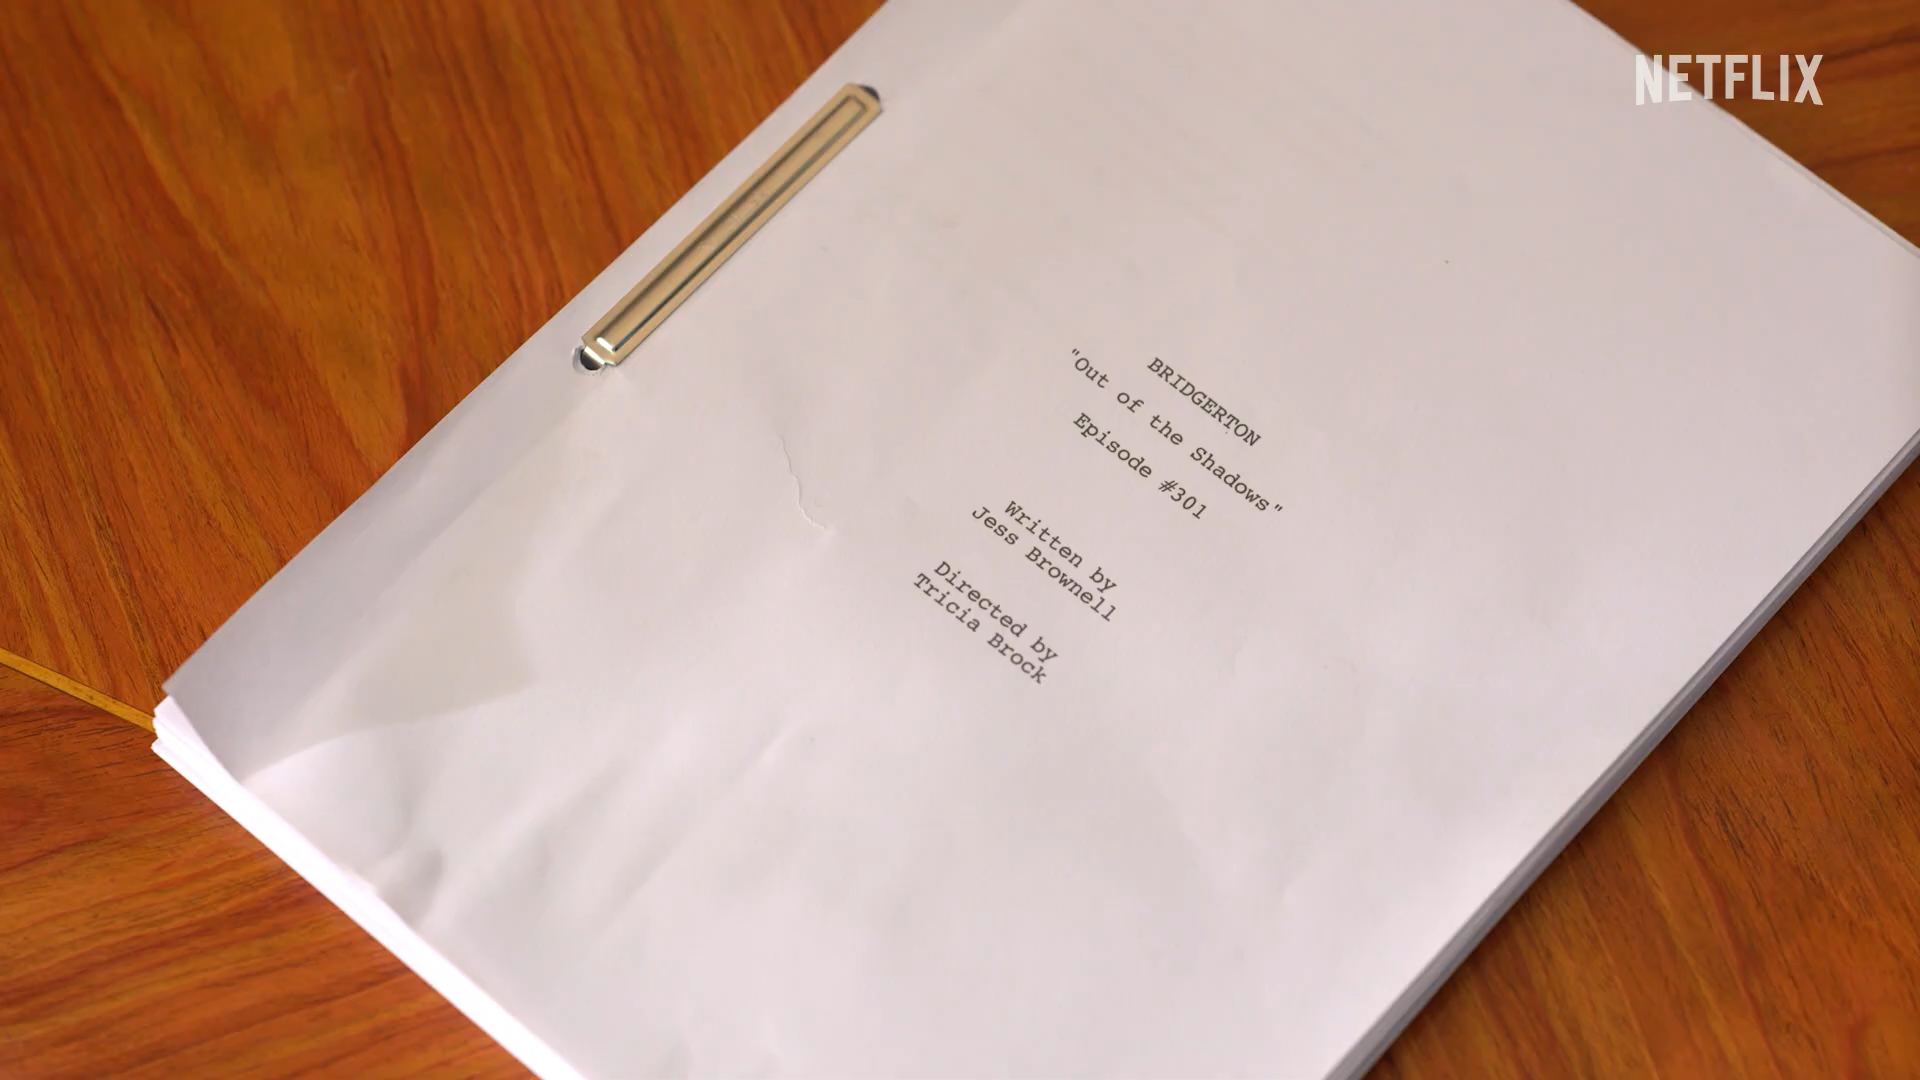 NETFLIX
BRIDGERTON
"Out of the Shadows"
Episode #301
Written by
Jess Brownell
Directed by
Tricia Brock